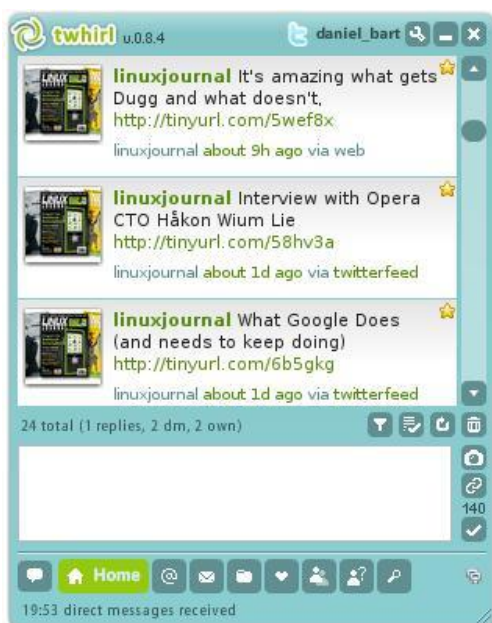 twhirl v.0.8.4
daniel_bart
linuxjournal It's amazing what gets
Dugg and what doesn't,
http://tinyurl.com/5wef8x
linuxjournal about 9h ago via web
linuxjournal Interview with Opera
CTO Håkon Wium Lie
http://tinyurl.com/58hv3a
linuxjournal about 1d ago via twitterfeed
linuxjournal What Google Does
(and needs to keep doing)
http://tinyurl.com/6b5gkg
linuxjournal about 1d ago via twitterfeed
24 total (1 replies, 2 dm, 2 own)
140
Home
19:53 direct messages received